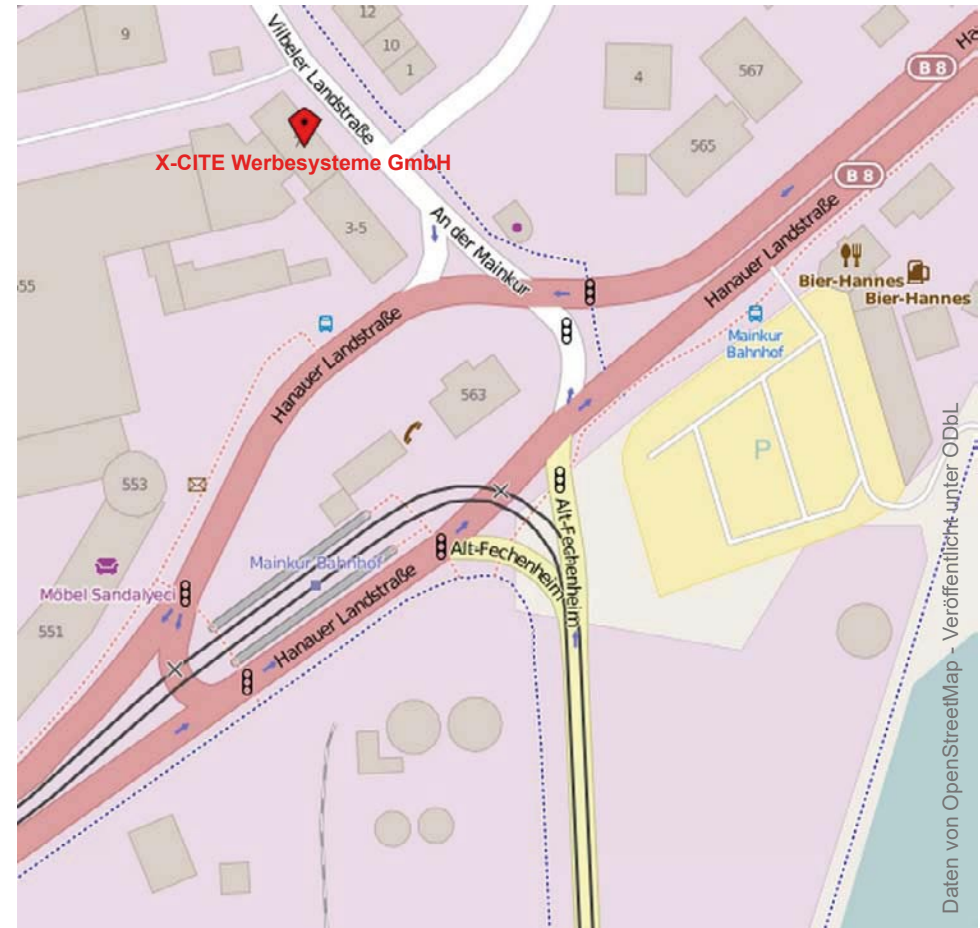 12
9
10
1
Vilbeler Landstraße
4
567
565
B 8
Ha
B 8
X-CITE Werbesysteme GmbH
3-5
An der Mainkur
Hanauer Landstraße
Bier-Hannes
Bier-Hannes
55
Mainkur
Bahnhof
Hanauer Landstraße
563
P
553
Alt-Fechenheim
Alt-Fechenheim
Mainkur Bahnhof
Möbel Sandalyeci
Hanauer Landstraße
551
Daten von OpenStreetMap - Veröffentlicht unter ODbL